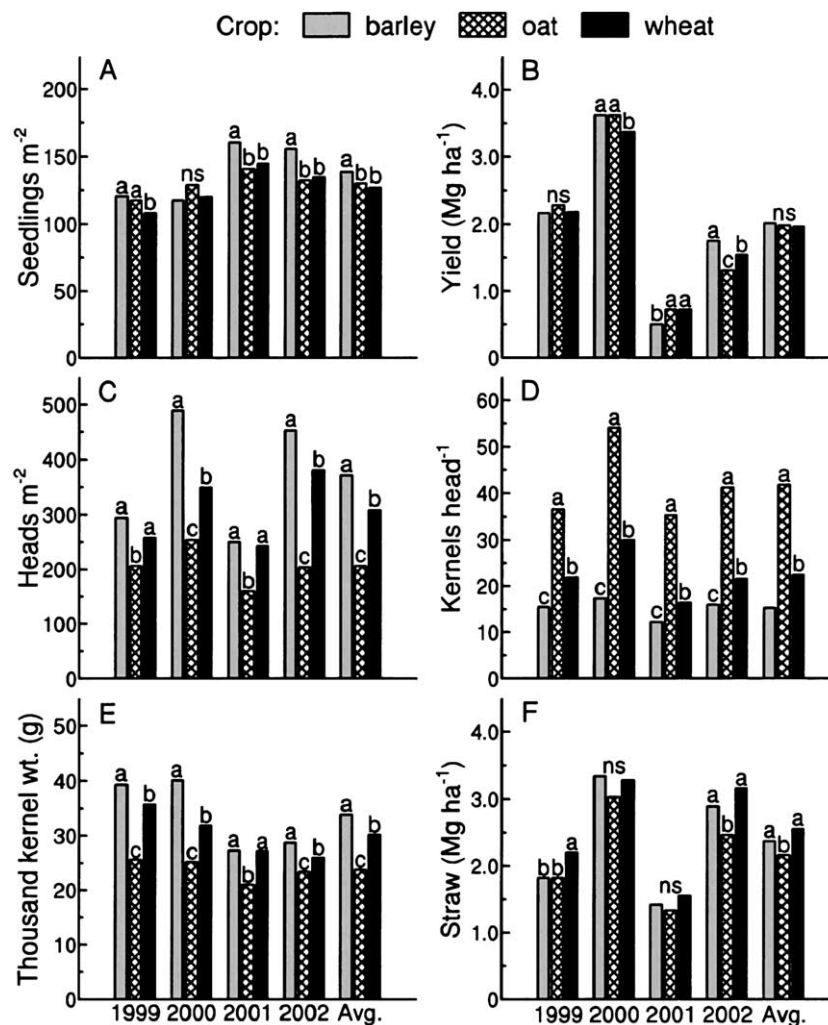 Crop: barley oat wheat
A
Seedlings m-2
200
150
100
50
0
a a b
ns
a b b
a b b
a b b
B
Yield (Mg ha-1)
4.0
3.0
2.0
1.0
0
ns
a a b
b a a
a c b
ns
C
Heads m-2
500
400
300
200
100
0
a b a
a c b
a b a
a c b
a c b
D
Kernels head-1
60
50
40
30
20
10
0
c a b
c a b
c a b
c a b
a b
E
Thousand kernel wt. (g)
50
40
30
20
10
0
a c b
a c b
a b a
a c b
a c b
1999 2000 2001 2002 Avg.
F
Straw (Mg ha-1)
4.0
3.0
2.0
1.0
0
b b a
ns
ns
a b a
a b a
1999 2000 2001 2002 Avg.